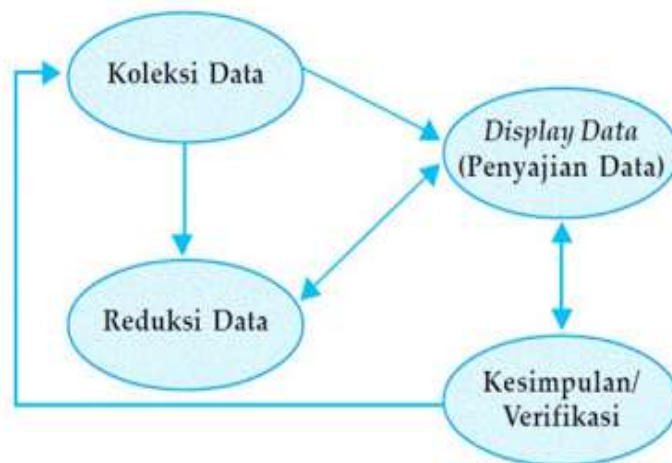 Koleksi Data
Display Data
(Penyajian Data)
Reduksi Data
Kesimpulan/
Verifikasi